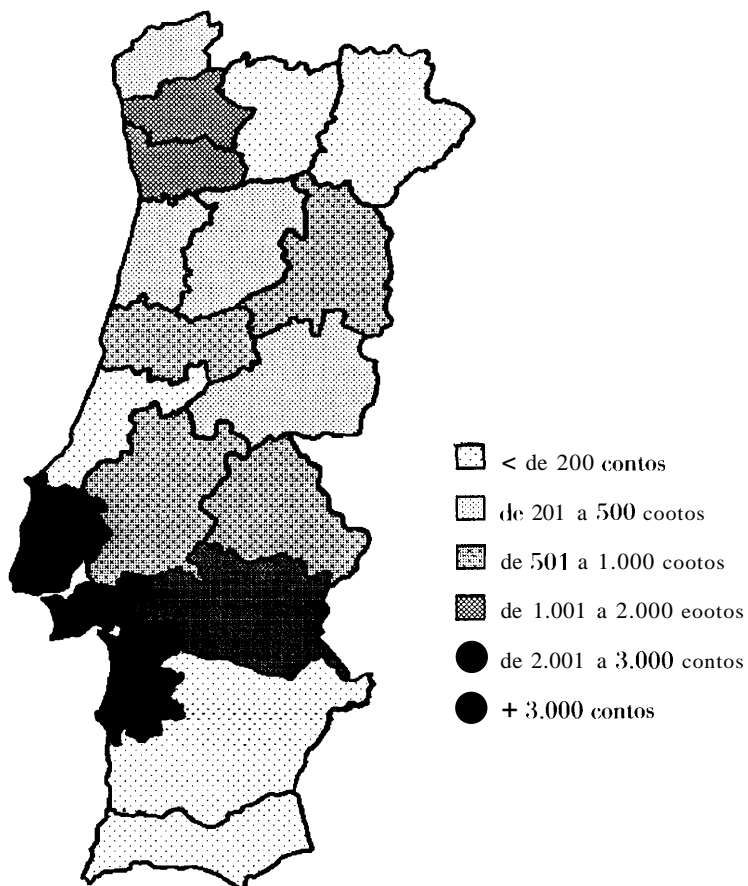 < de 200 contos
de 201 a 500 cootos
de 501 a 1.000 cootos
de 1.001 a 2.000 eootos
de 2.001 a 3.000 contos
+ 3.000 contos